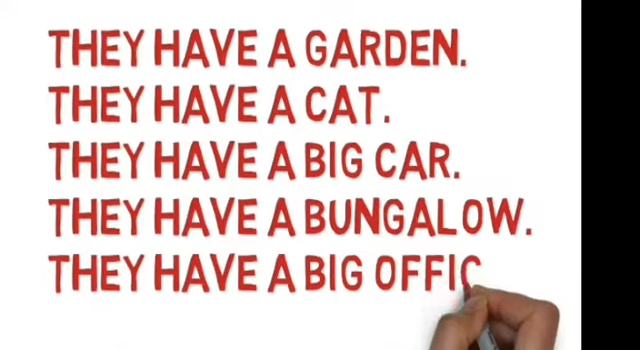 THEY HAVE A GARDEN.
THEY HAVE A CAT.
THEY HAVE A BIG CAR.
THEY HAVE A BUNGALOW.
THEY HAVE A BIG OFFIC